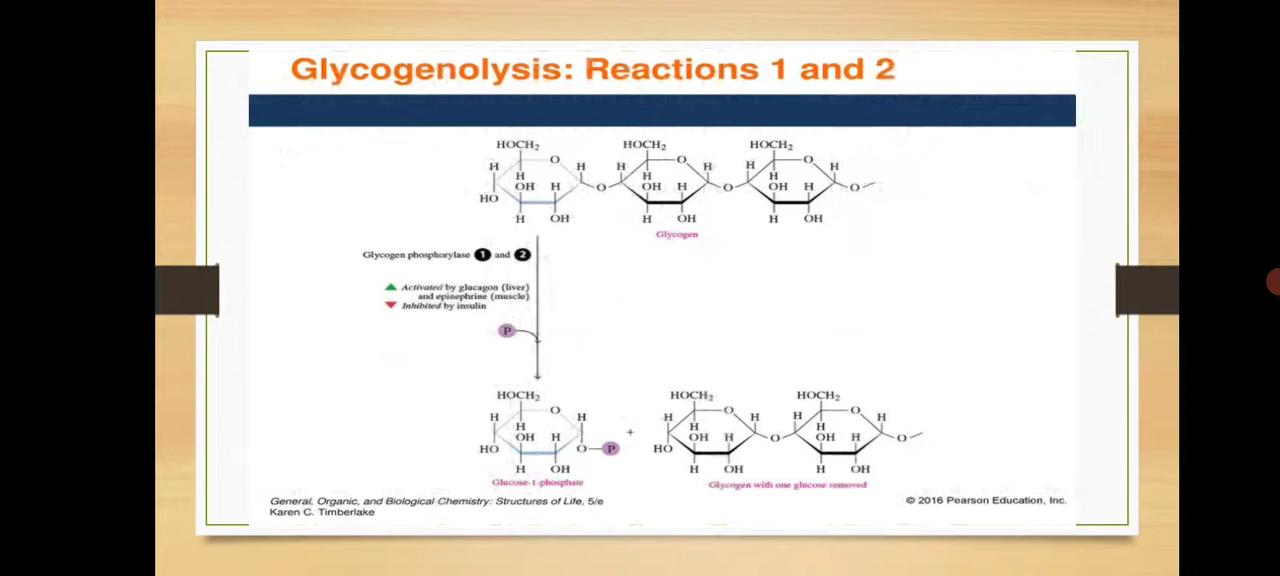 Glycogenolysis: Reactions 1 and 2
HOCH2 HOCH2 HOCH2
H O H H O H H O H
H H H
OH H O OH H O OH H O
HO
H OH H OH H OH
Glycogen
Glycogen phosphorylase 1 and 2
Activated by glucagon (liver)
and epinephrine (muscle)
Inhibited by insulin
P
HOCH2 HOCH2 HOCH2
H O H H O H H O H
H + H H
OH H OH H O OH H O
HO O P HO
H OH H OH H OH
Glucose-1-phosphate
Glycogen with one glucose removed
General, Organic, and Biological Chemistry: Structures of Life, 5/e
Karen C. Timberlake
© 2016 Pearson Education, Inc.